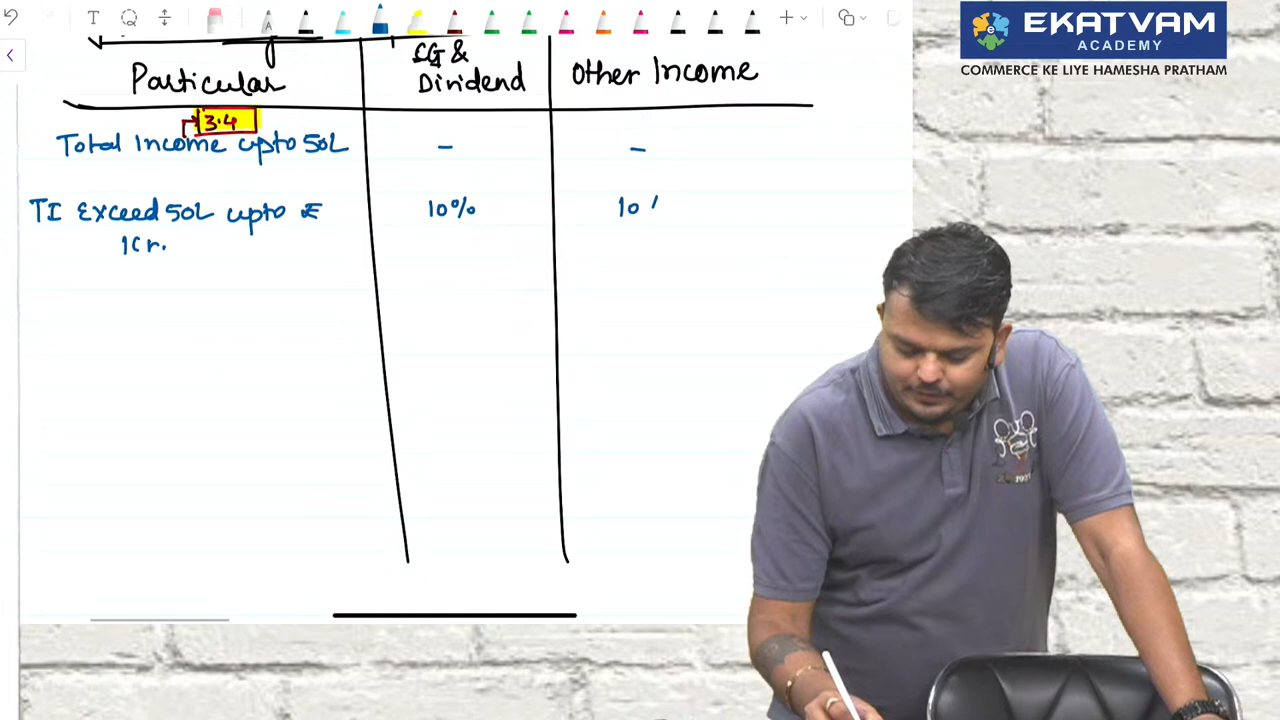 EKATVAM
ACADEMY
COMMERCE KE LIYE HAMESHA PRATHAM
Particular
CG &
Dividend
Other Income
3.4
Total Income upto 50L
-
-
TI Exceed 50L upto
1Cr.
10%
10